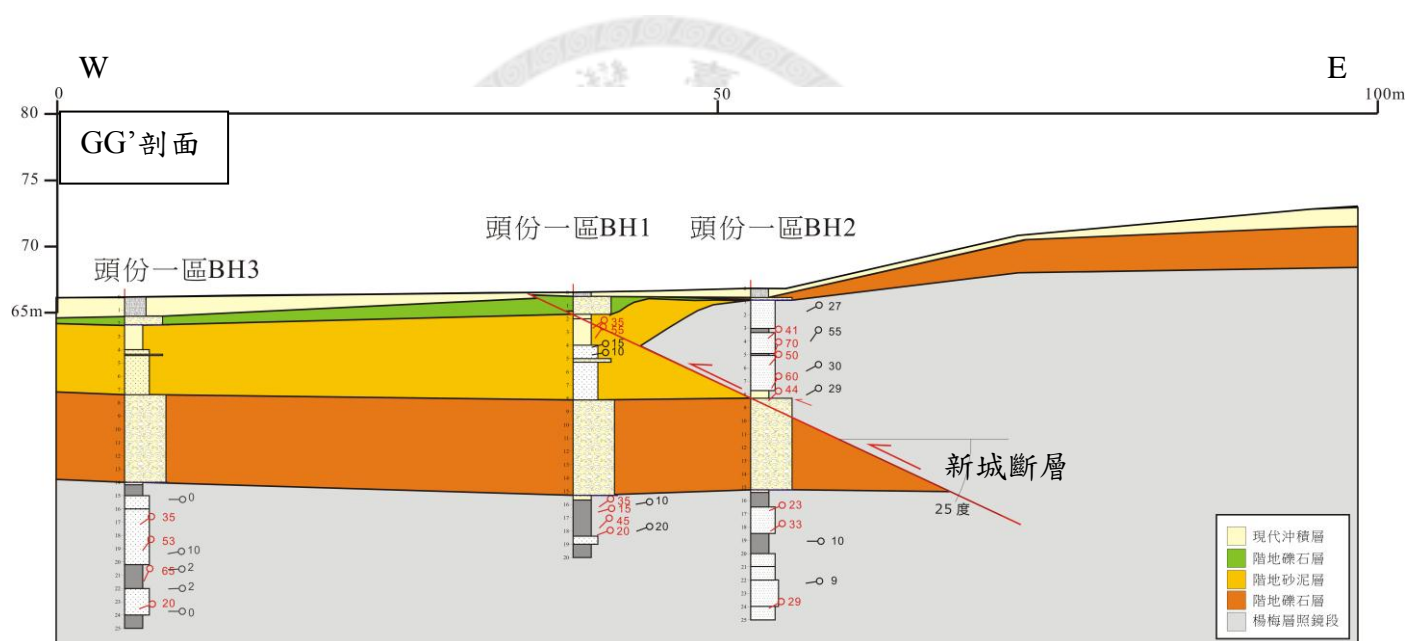 W
E
0
50
100m
80
75
70
65m
GG’剖面
頭份一區BH1
頭份一區BH2
頭份一區BH3
新城斷層
25度
27
41
55
70
50
30
60
29
44
35
55
15
10
35
10
15
45
20
20
23
33
10
9
29
0
35
53
10
2
65
2
20
0
現代沖積層
階地礫石層
階地砂泥層
階地礫石層
楊梅層照鏡段